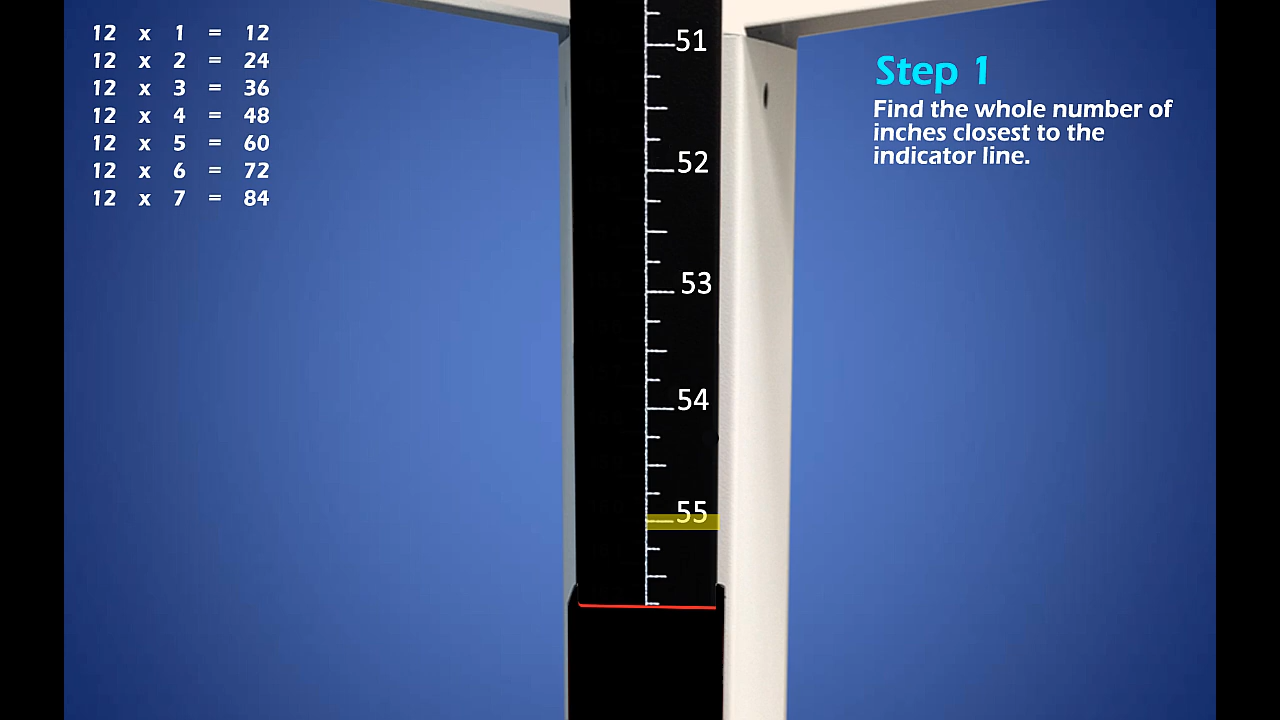 12 x 1 = 12
12 x 2 = 24
12 x 3 = 36
12 x 4 = 48
12 x 5 = 60
12 x 6 = 72
12 x 7 = 84
51
52
53
54
55
Step 1
Find the whole number of
inches closest to the
indicator line.